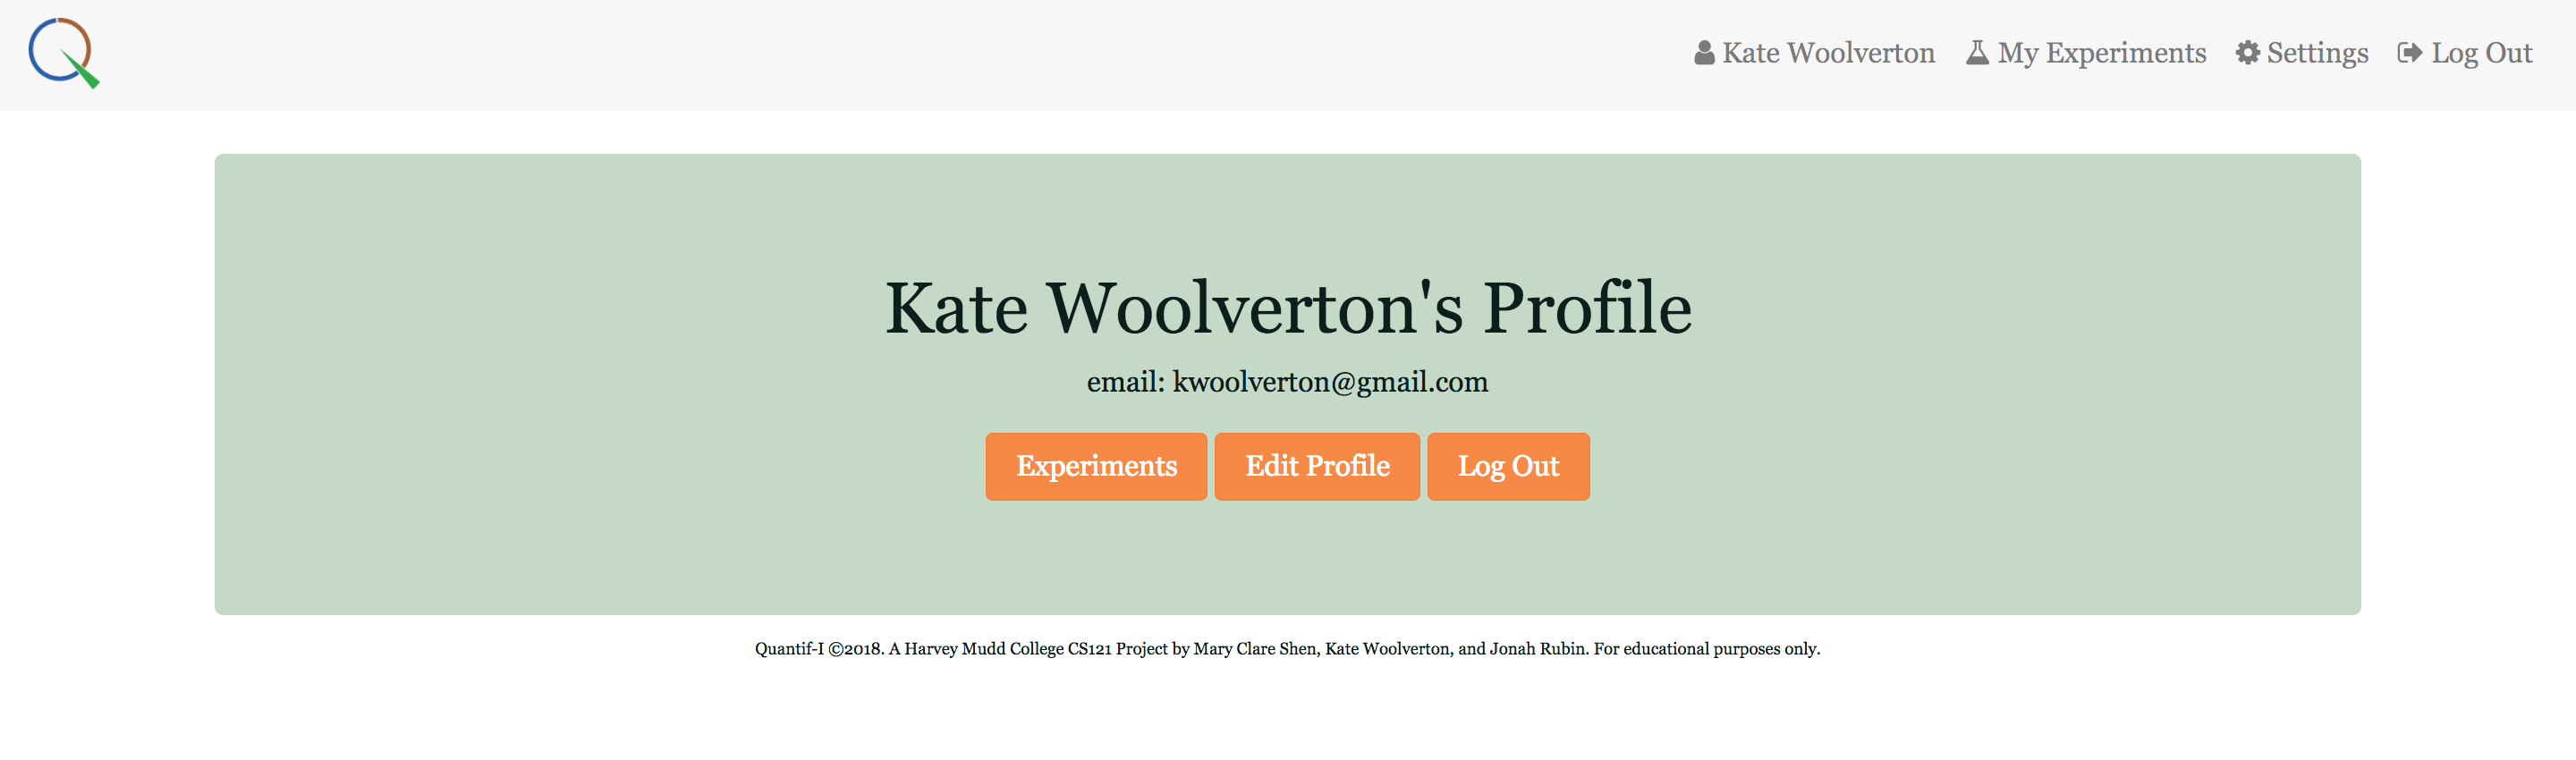 Kate Woolverton My Experiments Settings Log Out
Kate Woolverton's Profile
email: kwoolverton@gmail.com
Experiments Edit Profile Log Out
Quantif-I ©2018. A Harvey Mudd College CS121 Project by Mary Clare Shen, Kate Woolverton, and Jonah Rubin. For educational purposes only.